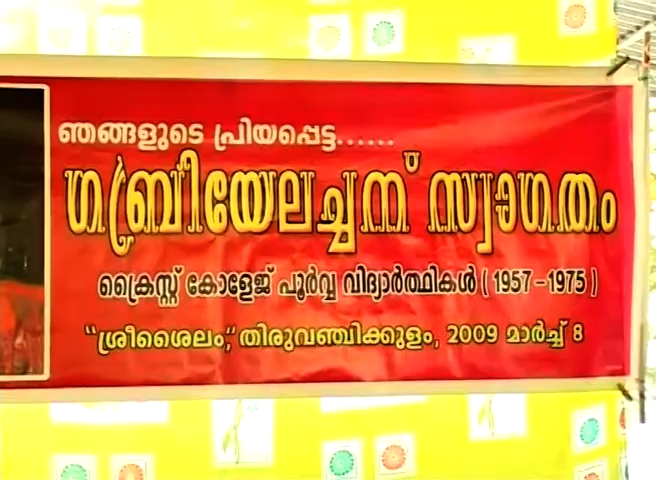 ഞങ്ങളുടെ പ്രിയപ്പെട്ട......
ഗബ്രിയേലച്ചന് സ്വാഗതം
ക്രൈസ്റ്റ് കോളേജ് പൂർവ്വ വിദ്യാർത്ഥികൾ ( 1957 - 1975 )
“ശ്രീശൈലം,” തിരുവഞ്ചിക്കുളം, 2009 മാർച്ച് 8